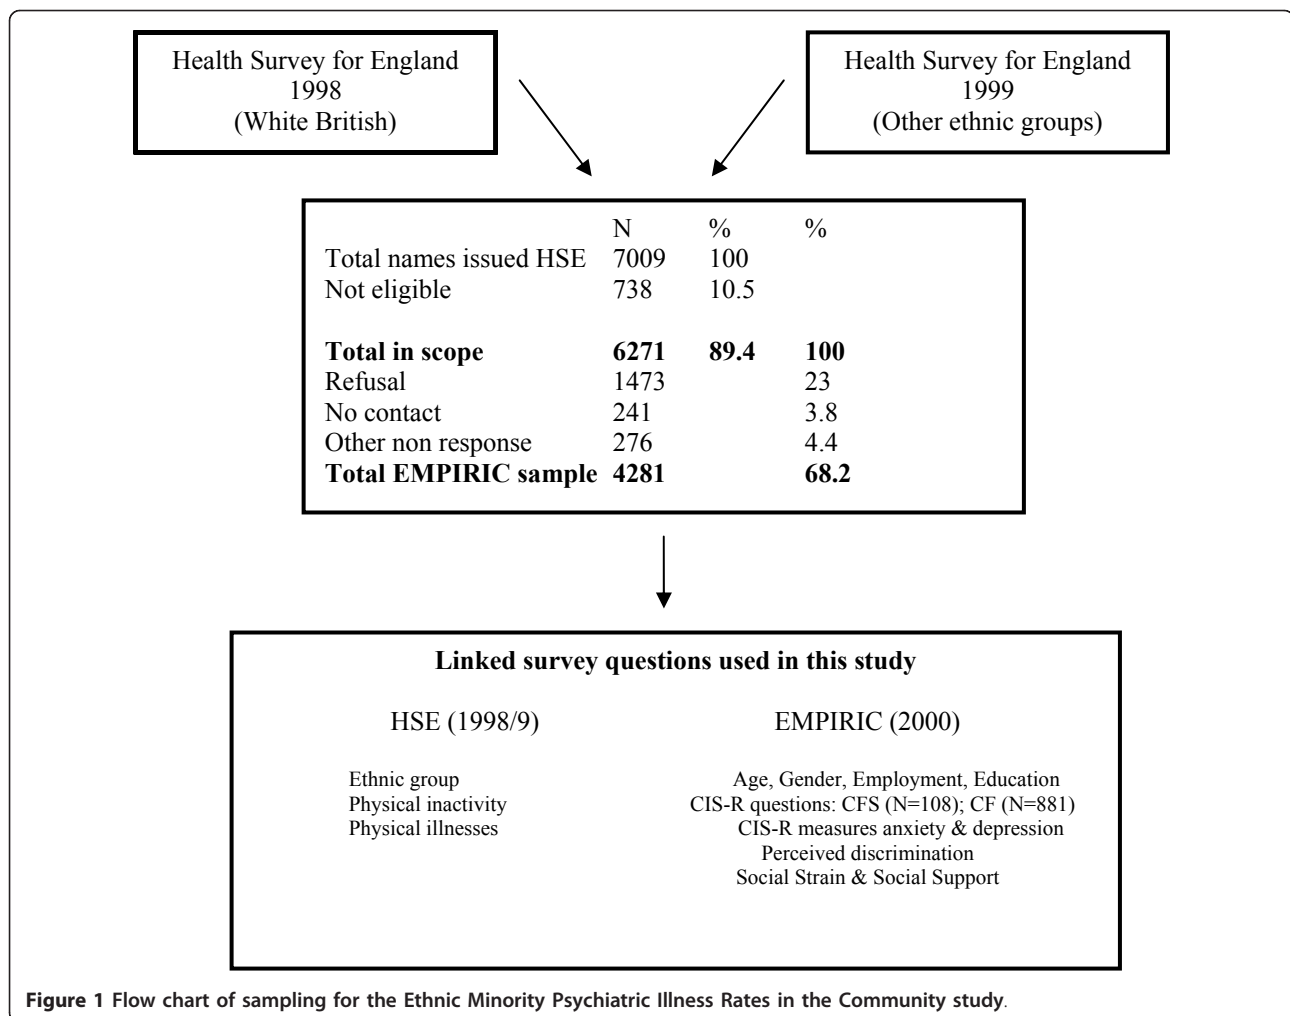 Health Survey for England
1998
(White British)
Health Survey for England
1999
(Other ethnic groups)
N % %
Total names issued HSE 7009 100
Not eligible 738 10.5
Total in scope 6271 89.4 100
Refusal 1473 23
No contact 241 3.8
Other non response 276 4.4
Total EMPIRIC sample 4281 68.2
Linked survey questions used in this study
HSE (1998/9)
Ethnic group
Physical inactivity
Physical illnesses
EMPIRIC (2000)
Age, Gender, Employment, Education
CIS-R questions: CFS (N=108); CF (N=881)
CIS-R measures anxiety & depression
Perceived discrimination
Social Strain & Social Support
Figure 1 Flow chart of sampling for the Ethnic Minority Psychiatric Illness Rates in the Community study.